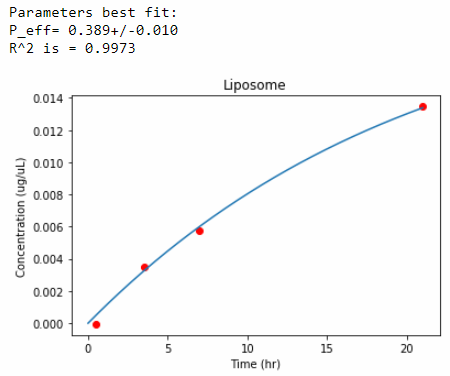 Parameters best fit:
P_eff= 0.389+/-0.010
R^2 is = 0.9973
Liposome
0.014
0.012
0.010
0.008
0.006
0.004
0.002
0.000
Concentration (ug/uL)
0 5 10 15 20
Time (hr)